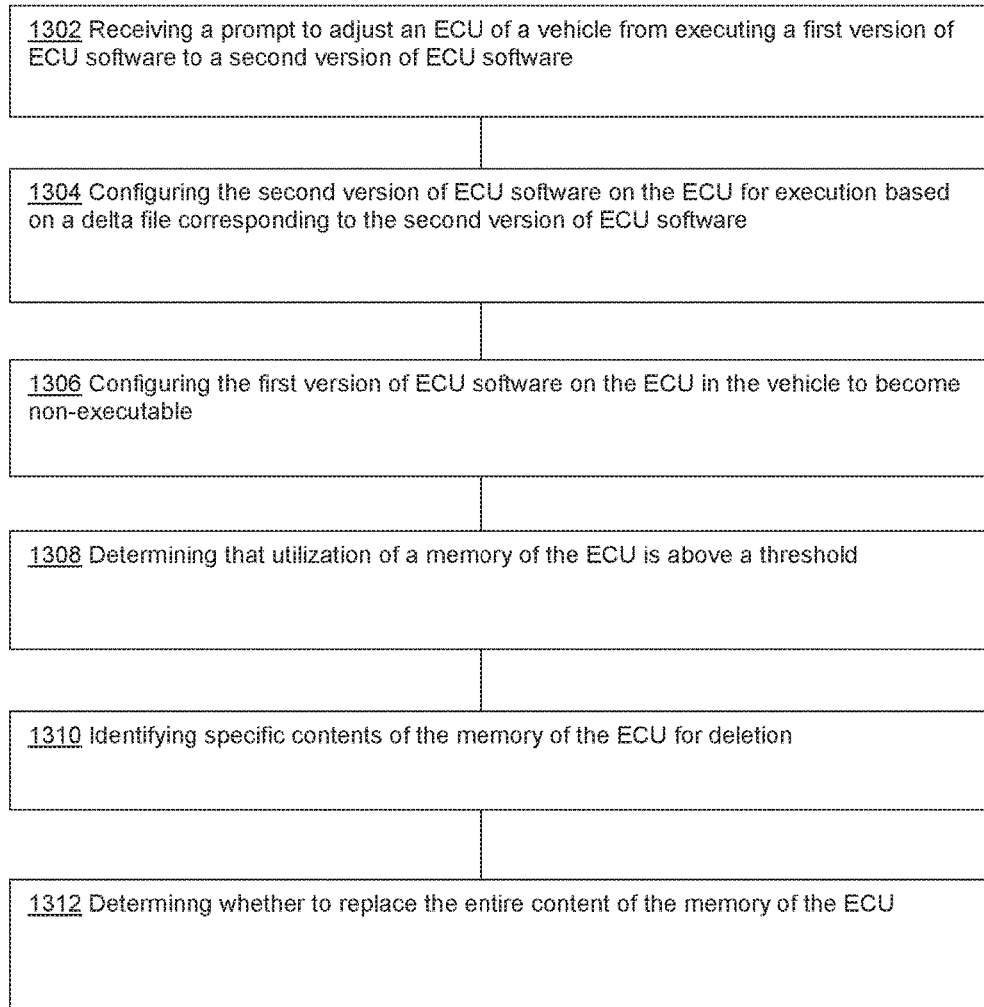 1302 Receiving a prompt to adjust an ECU of a vehicle from executing a first version of
ECU software to a second version of ECU software
1304 Configuring the second version of ECU software on the ECU for execution based
on a delta file corresponding to the second version of ECU software
1306 Configuring the first version of ECU software on the ECU in the vehicle to become
non-executable
1308 Determining that utilization of a memory of the ECU is above a threshold
1310 Identifying specific contents of the memory of the ECU for deletion
1312 Determinng whether to replace the entire content of the memory of the ECU